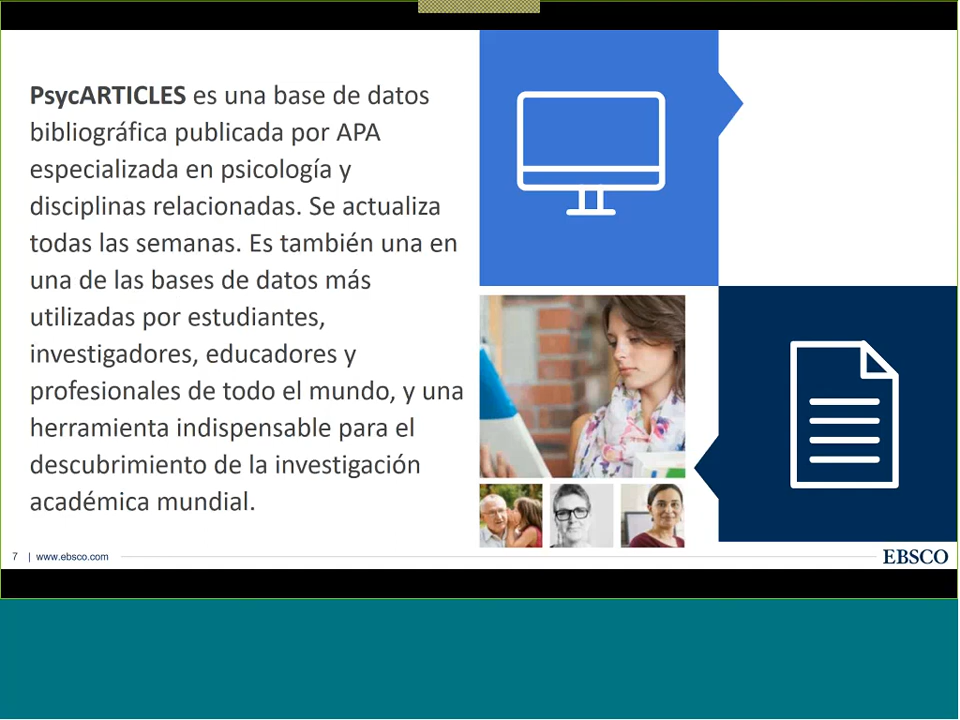 PsycARTICLES es una base de datos
bibliográfica publicada por APA
especializada en psicología y
disciplinas relacionadas. Se actualiza
todas las semanas. Es también una en
una de las bases de datos más
utilizadas por estudiantes,
investigadores, educadores y
profesionales de todo el mundo, y una
herramienta indispensable para el
descubrimiento de la investigación
académica mundial.
7 | www.ebsco.com
EBSCO